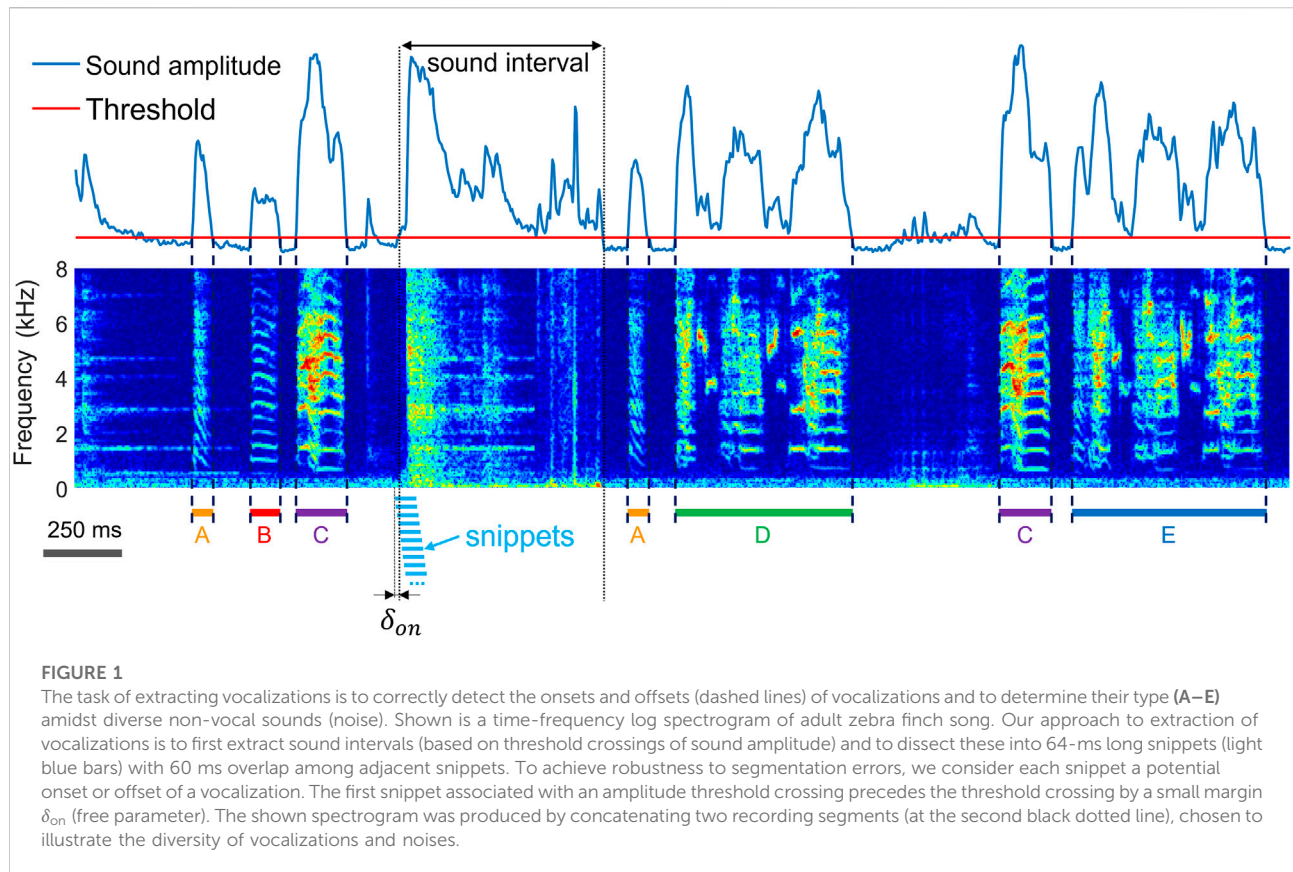 Sound amplitude
Threshold
sound interval
Frequency (kHz)
8
6
4
2
0
250 ms
A
B
C
snippets
A
D
C
E
δon
FIGURE 1
The task of extracting vocalizations is to correctly detect the onsets and offsets (dashed lines) of vocalizations and to determine their type (A–E)
amidst diverse non-vocal sounds (noise). Shown is a time-frequency log spectrogram of adult zebra finch song. Our approach to extraction of
vocalizations is to first extract sound intervals (based on threshold crossings of sound amplitude) and to dissect these into 64-ms long snippets (light
blue bars) with 60 ms overlap among adjacent snippets. To achieve robustness to segmentation errors, we consider each snippet a potential
onset or offset of a vocalization. The first snippet associated with an amplitude threshold crossing precedes the threshold crossing by a small margin
δon (free parameter). The shown spectrogram was produced by concatenating two recording segments (at the second black dotted line), chosen to
illustrate the diversity of vocalizations and noises.